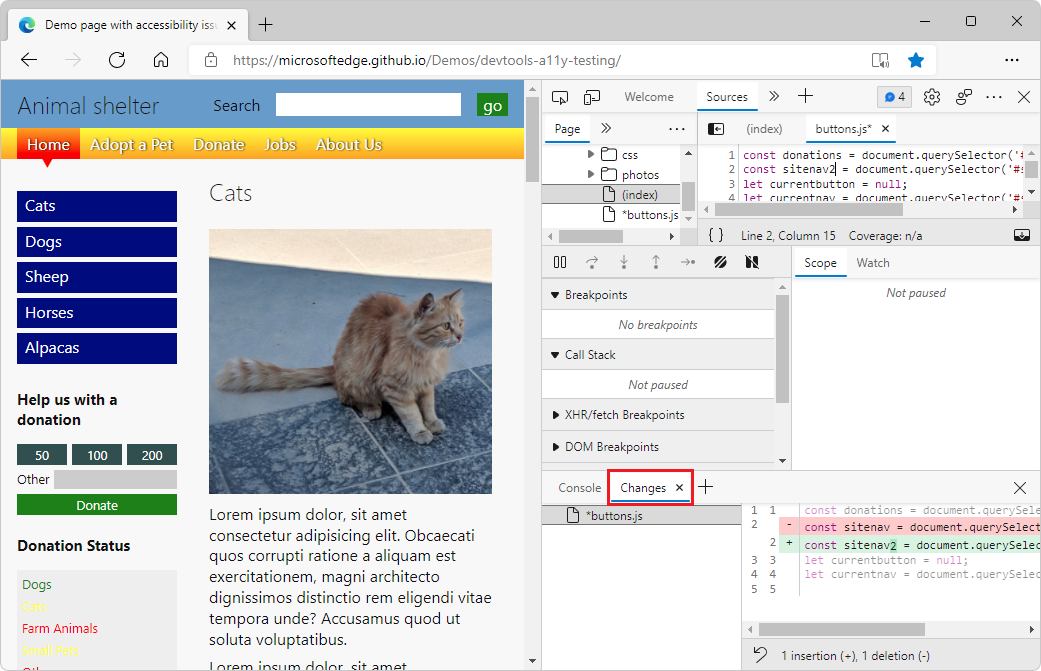 Demo page with accessibility issu
https://microsoftedge.github.io/Demos/devtools-a11y-testing/
Animal shelter
Search
go
Home
Adopt a Pet
Donate
Jobs
About Us
Cats
Dogs
Sheep
Horses
Alpacas
Help us with a
donation
50
100
200
Other
Donate
Donation Status
Dogs
Cats
Farm Animals
Small Pets
Cats
Lorem ipsum dolor, sit amet
consectetur adipisicing elit. Obcaecati
quos corrupti ratione a aliquam est
exercitationem, magni architecto
dignissimos distinctio rem eligendi vitae
tempora unde? Accusamus quod ut
soluta voluptatibus.
Lorem ipsum dolor, sit amet
Welcome
Sources
4
Page
css
photos
(index)
*buttons.js
(index)
buttons.js*
1 const donations = document.querySelector('#
2 const sitenav2 = document.querySelector('#s
3 let currentbutton = null;
4 let currentnav = document.querySelector('#s
{ } Line 2, Column 15 Coverage: n/a
Breakpoints
No breakpoints
Call Stack
Not paused
XHR/fetch Breakpoints
DOM Breakpoints
Scope
Watch
Not paused
Console
Changes
*buttons.js
1 1 const donations = document.querySele
2 - const sitenav = document.querySelect
2 + const sitenav2 = document.querySelec
3 3 let currentbutton = null;
4 4 let currentnav = document.querySelec
5 5
1 insertion (+), 1 deletion (-)